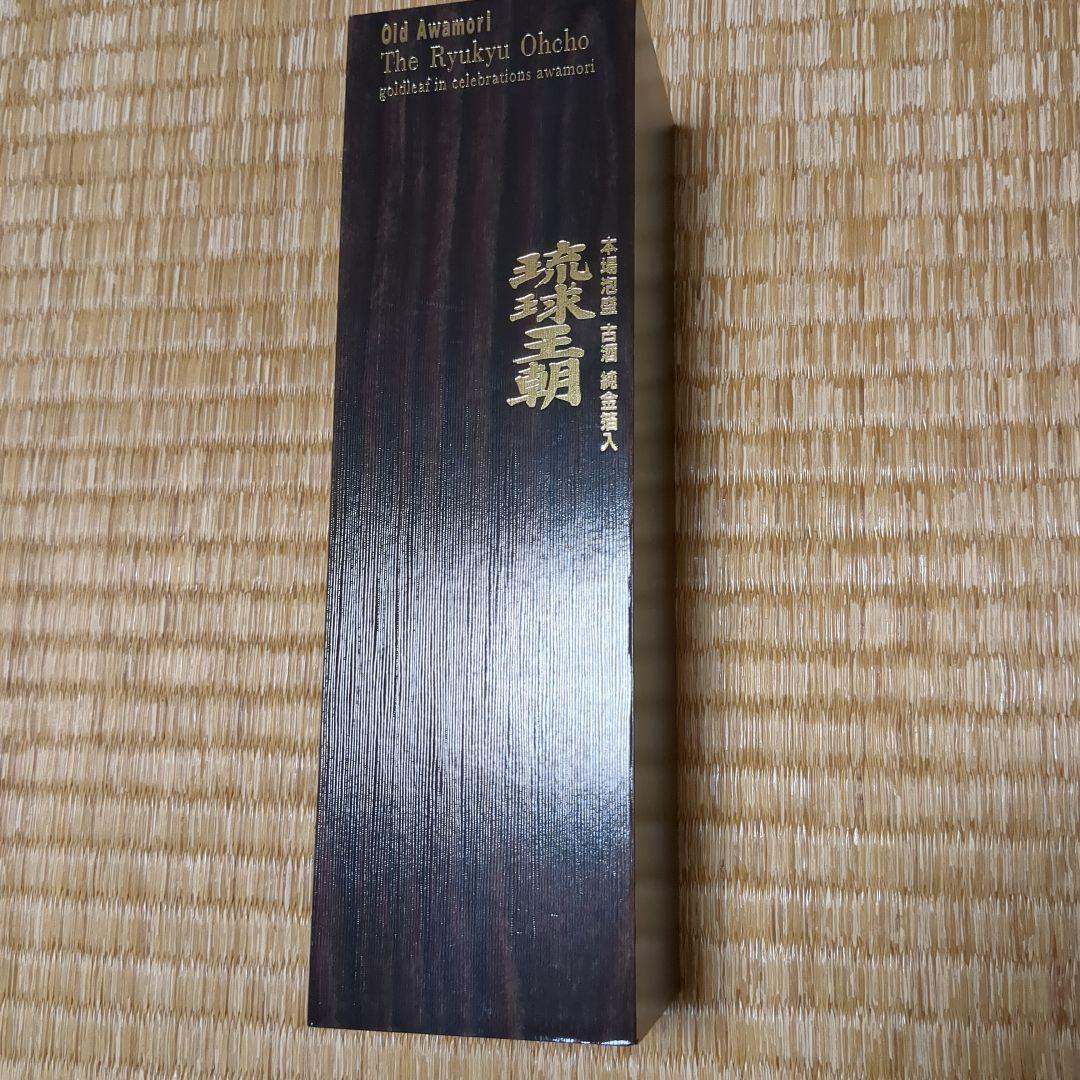 Old Awamori
The Ryukyu Ohcho
goldleaf in celebrations awamori
本場泡盛 古酒 純金箔入
琉球王朝